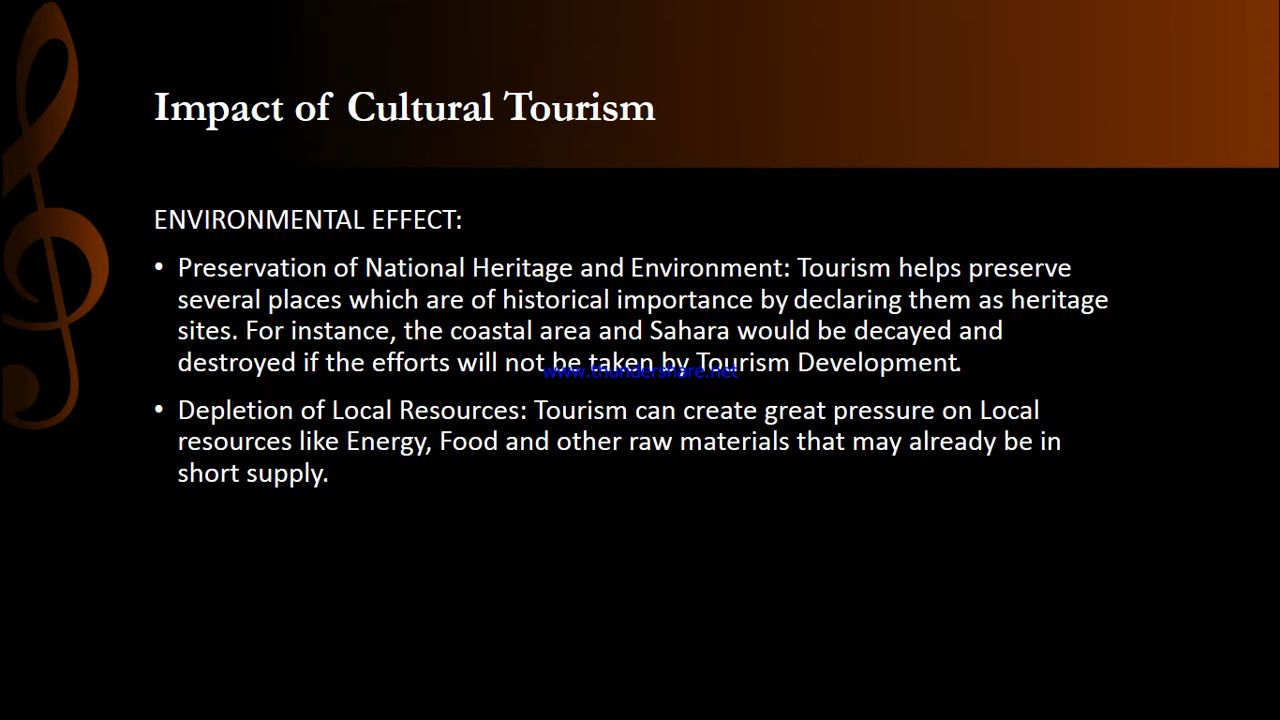 Impact of Cultural Tourism
ENVIRONMENTAL EFFECT:
• Preservation of National Heritage and Environment: Tourism helps preserve
several places which are of historical importance by declaring them as heritage
sites. For instance, the coastal area and Sahara would be decayed and
destroyed if the efforts will not be taken by Tourism Development.
www.thundershare.net
• Depletion of Local Resources: Tourism can create great pressure on Local
resources like Energy, Food and other raw materials that may already be in
short supply.